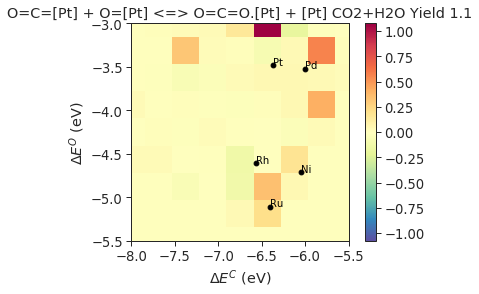 O=C=[Pt] + O=[Pt] <=> O=C=O.[Pt] + [Pt] CO2+H2O Yield 1.1
−3.0
−3.5
−4.0
−4.5
−5.0
−5.5
ΔE^O (eV)
Pt
Pd
Rh
Ni
Ru
−8.0 −7.5 −7.0 −6.5 −6.0 −5.5
ΔE^C (eV)
1.00
0.75
0.50
0.25
0.00
−0.25
−0.50
−0.75
−1.00